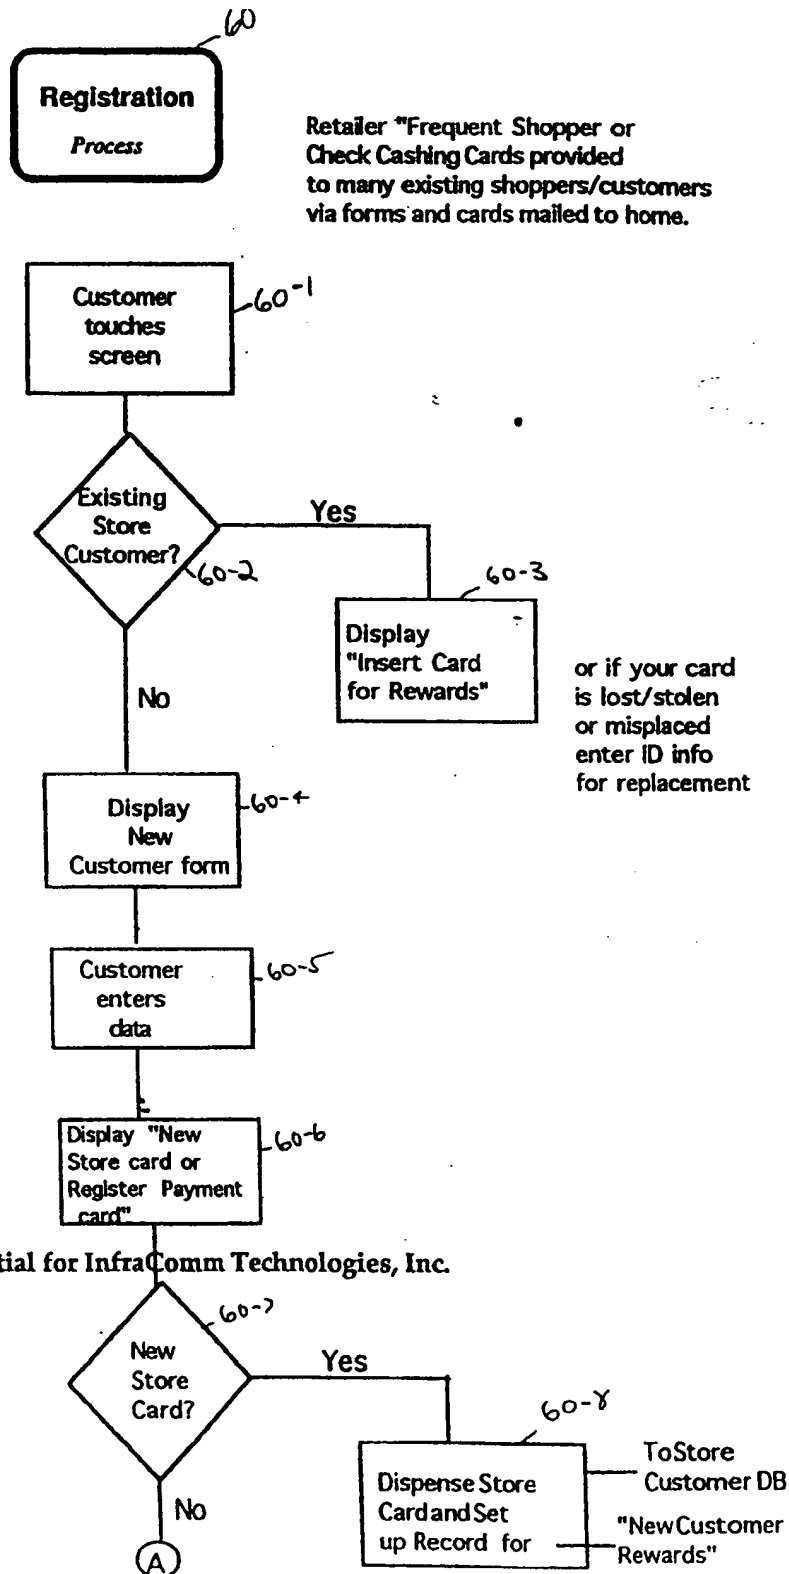 60
Registration
Process
Retailer "Frequent Shopper or
Check Cashing Cards provided
to many existing shoppers/customers
via forms and cards mailed to home.
Customer
touches
screen
60-1
Existing
Store
Customer?
60-2
Yes
60-3
Display
"Insert Card
for Rewards"
or if your card
is lost/stolen
or misplaced
enter ID info
for replacement
No
Display
New
Customer form
60-4
Customer
enters
data
60-5
Display "New
Store card or
Register Payment
card"
60-6
tial for InfraComm Technologies, Inc.
60-7
New
Store
Card?
Yes
60-8
Dispense Store
Card and Set
up Record for
To Store
Customer DB
"New Customer
Rewards"
No
A